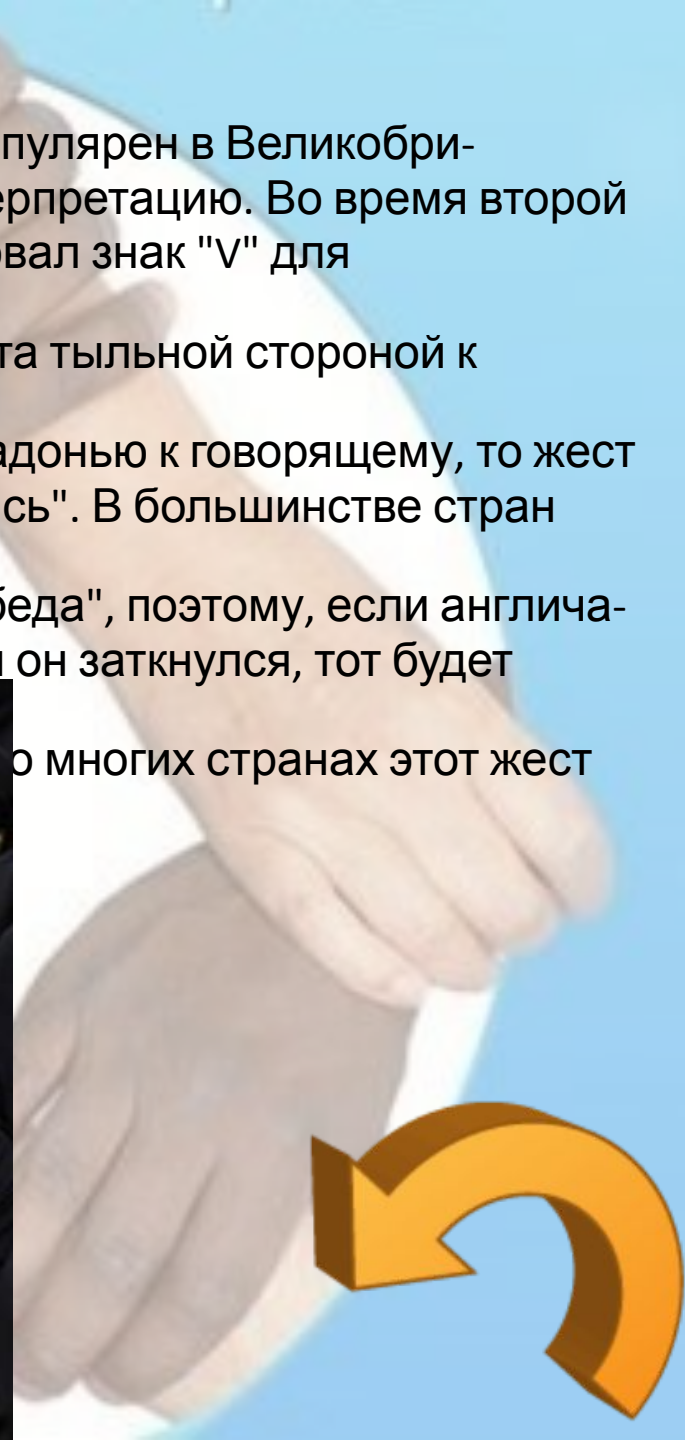 пулярен в Великобри-
ерпретацию. Во время второй
овал знак "V" для
та тыльной стороной к
адонью к говорящему, то жест
сь". В большинстве стран
беда", поэтому, если англича-
он заткнулся, тот будет
о многих странах этот жест